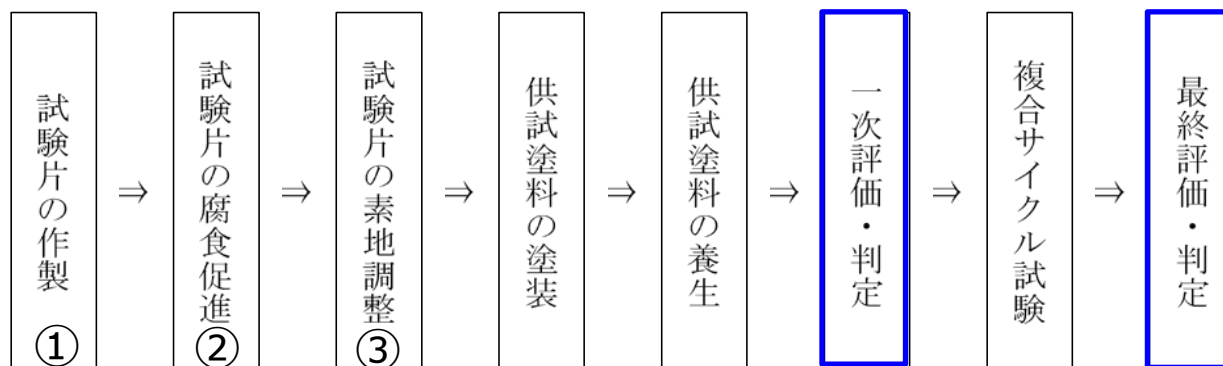 試験片の作製
①
⇒
試験片の腐食促進
②
⇒
試験片の素地調整
③
⇒
供試塗料の塗装
⇒
供試塗料の養生
⇒
一次評価・判定
⇒
複合サイクル試験
⇒
最終評価・判定